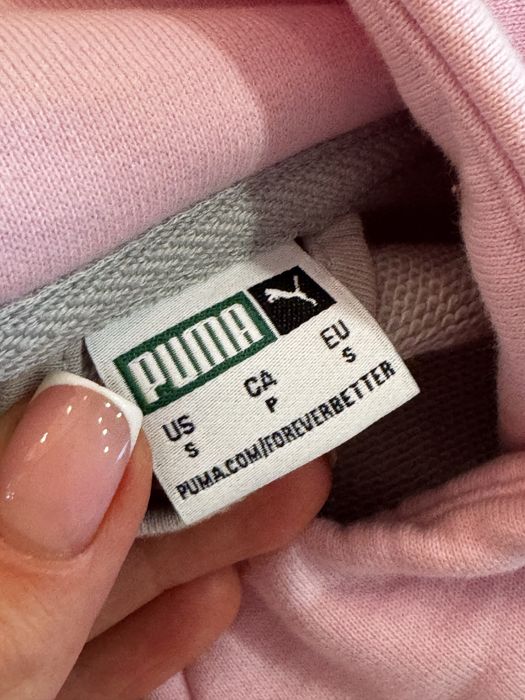 PUMA
US CA EU
S P S
PUMA.COM/FOREVERBETTER